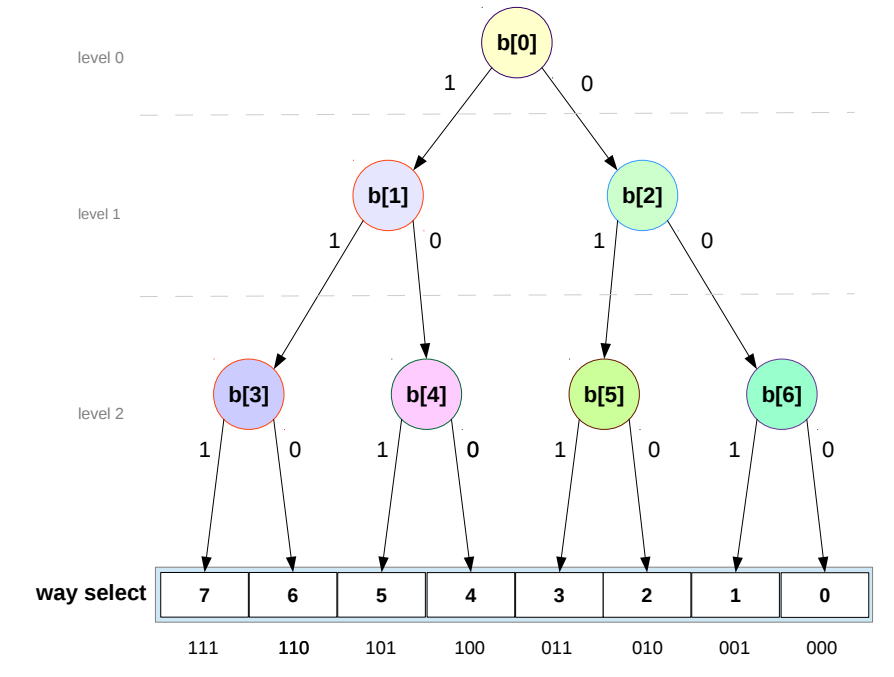 b[0]
level 0
1 0
b[1] b[2]
level 1
1 0 1 0
b[3] b[4] b[5] b[6]
level 2
1 0 1 0 1 0 1 0
way select 7 6 5 4 3 2 1 0
111 110 101 100 011 010 001 000